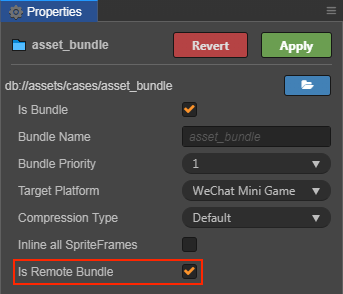 Properties
asset_bundle
Revert
Apply
db://assets/cases/asset_bundle
Is Bundle
Bundle Name
asset_bundle
Bundle Priority
1
Target Platform
WeChat Mini Game
Compression Type
Default
Inline all SpriteFrames
Is Remote Bundle